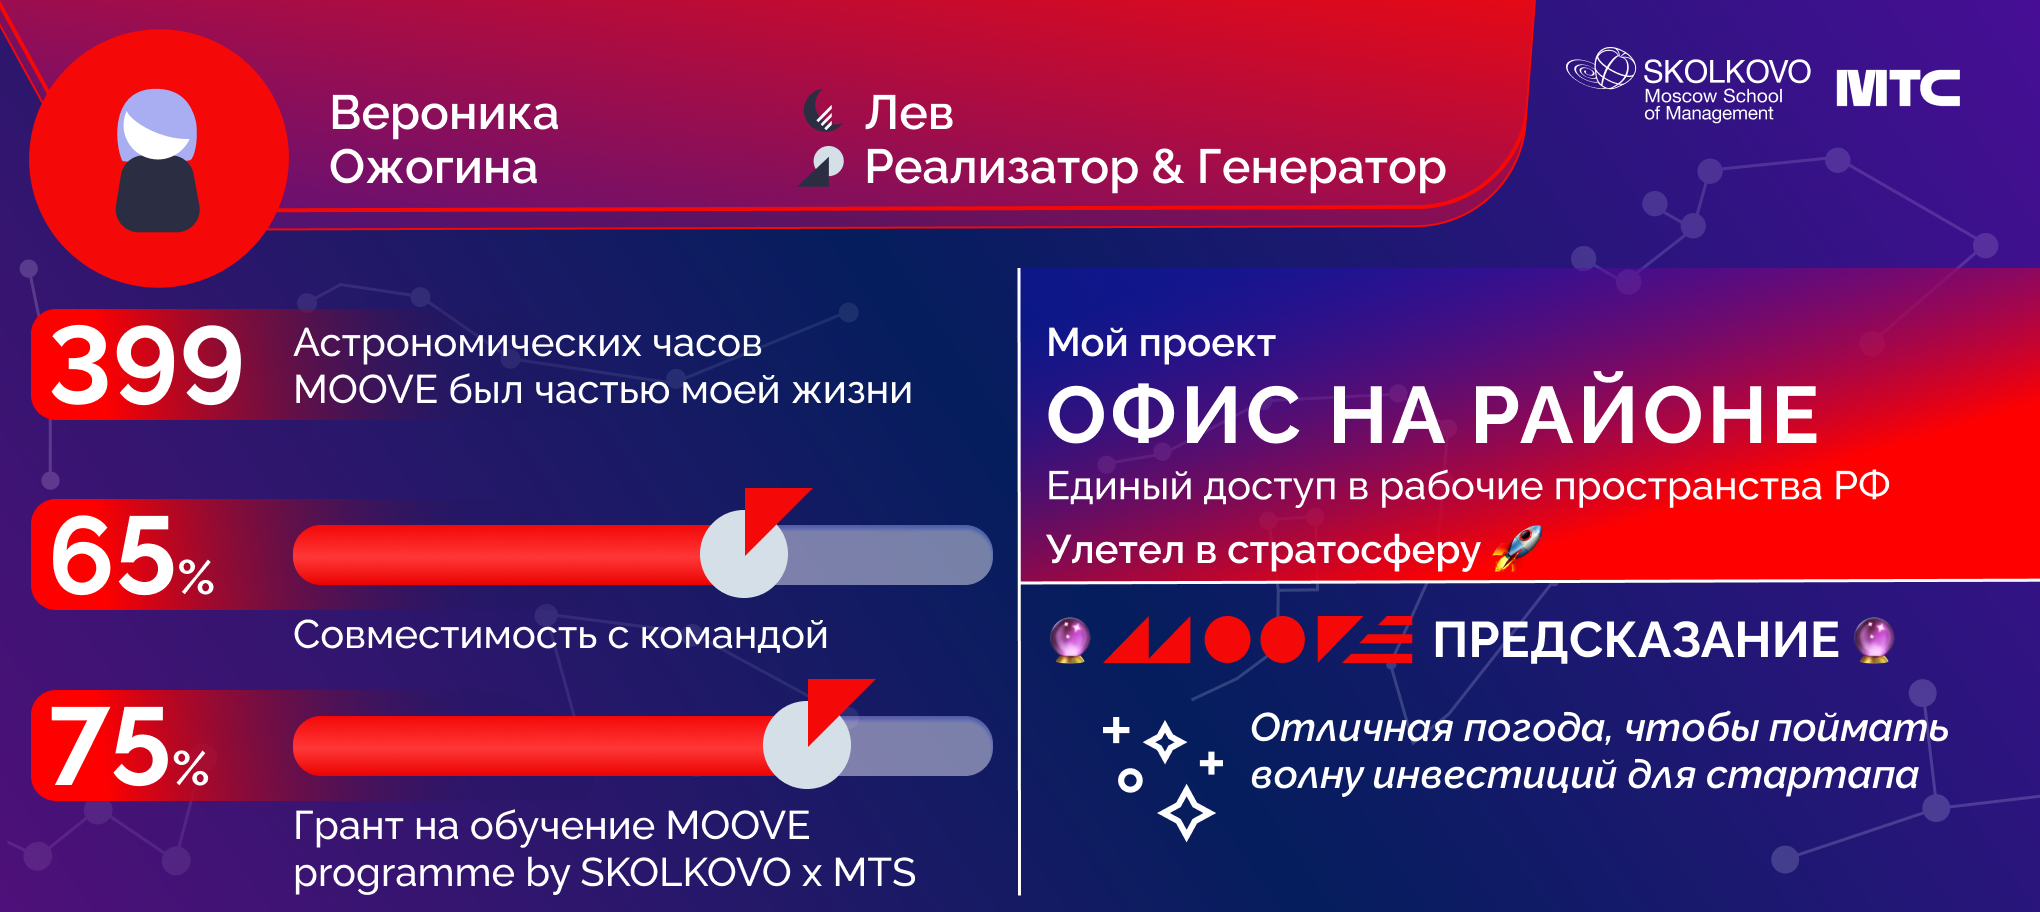 Вероника
Ожогина
Лев
Реализатор & Генератор
SKOLKOVO
Moscow School
of Management
МТС
399
Астрономических часов
MOOVE был частью моей жизни
65%
Совместимость с командой
75%
Грант на обучение MOOVE
programme by SKOLKOVO x MTS
Мой проект
ОФИС НА РАЙОНЕ
Единый доступ в рабочие пространства РФ
Улетел в стратосферу 🚀
🔮 MOOVE ПРЕДСКАЗАНИЕ 🔮
Отличная погода, чтобы поймать
волну инвестиций для стартапа